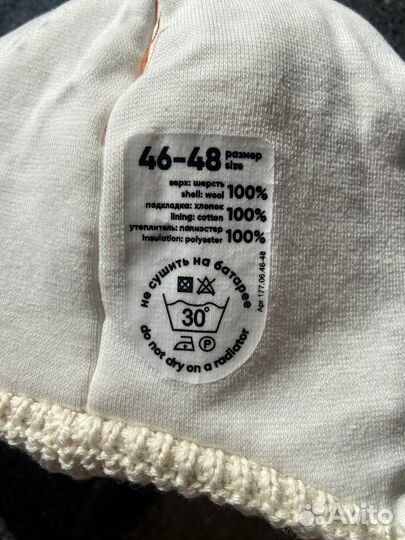 46-48 размер
size
верх: шерсть
shell: wool 100%
подкладка: хлопок
lining: cotton 100%
утеплитель: полиэстер
insulation: polyester 100%
не сушить на батарее
30°
P
do not dry on a radiator
Арт 177.06.46-48
Avito